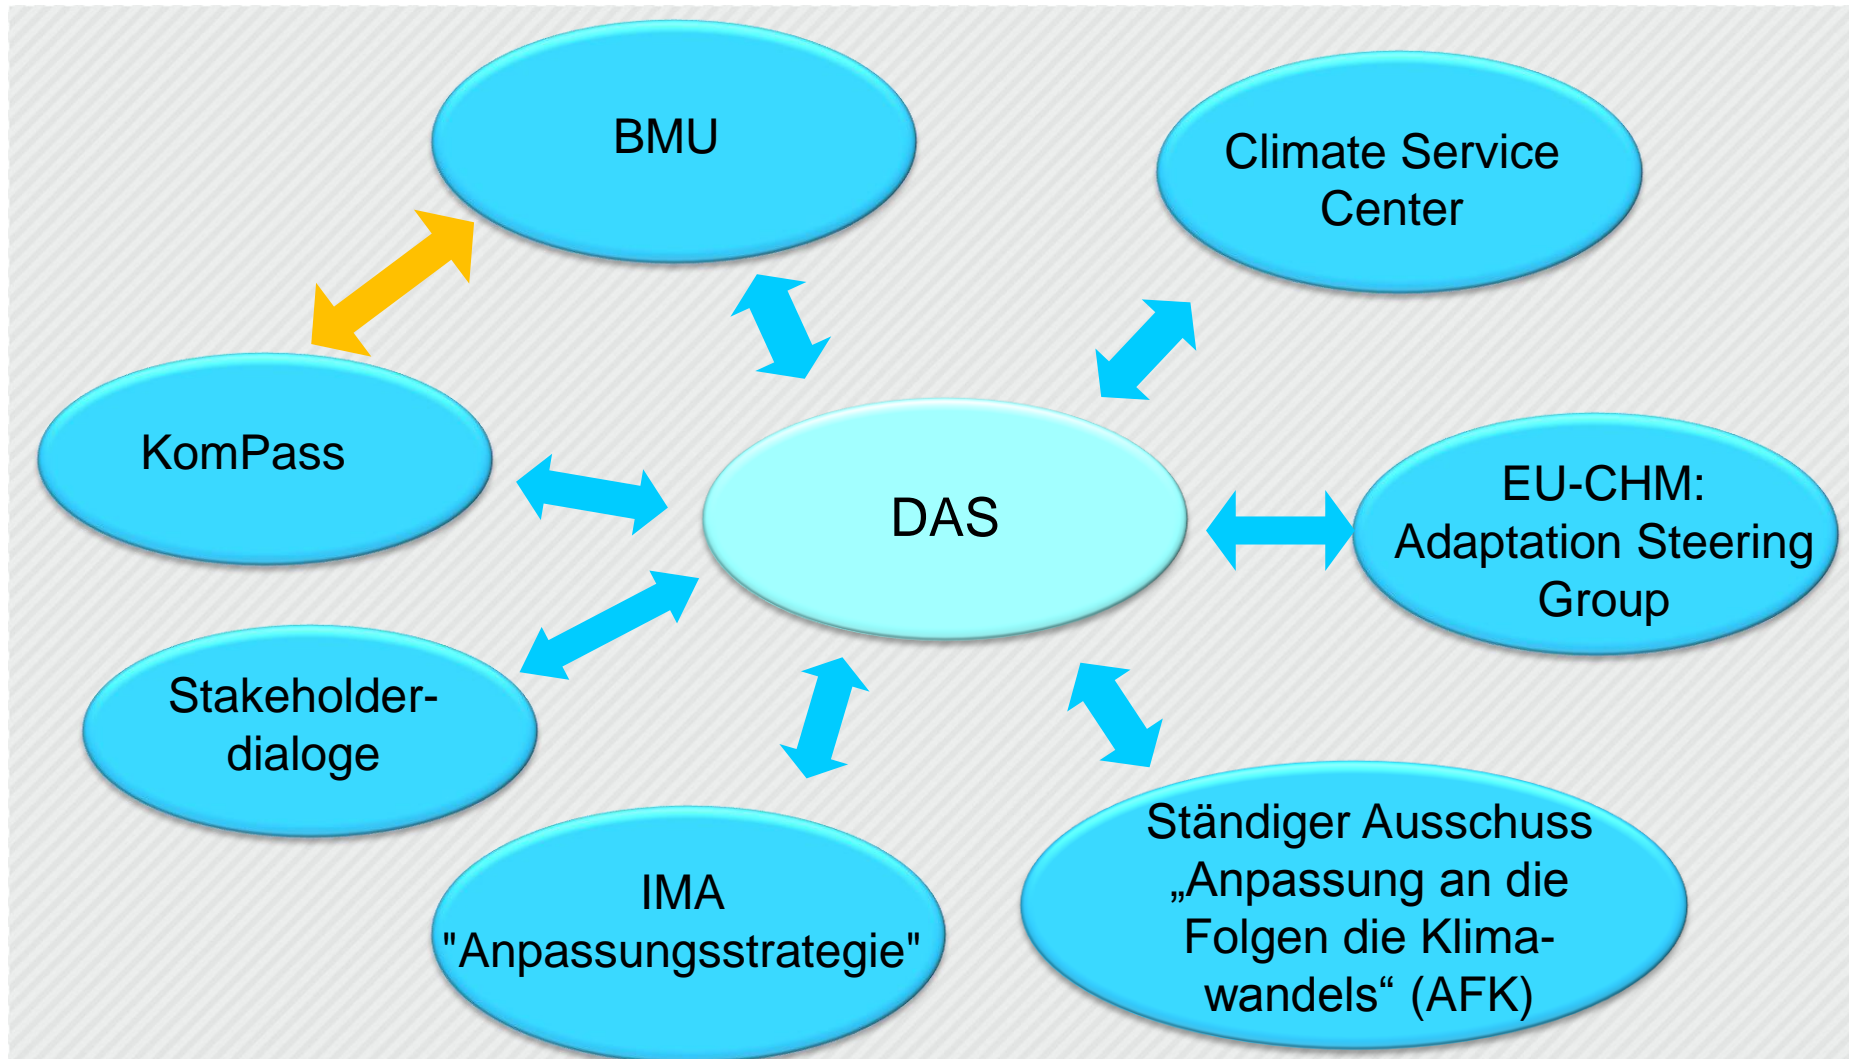 BMU
Climate Service
Center
KomPass
DAS
EU-CHM:
Adaptation Steering
Group
Stakeholder-
dialoge
IMA
"Anpassungsstrategie"
Ständiger Ausschuss
„Anpassung an die
Folgen die Klima-
wandels“ (AFK)